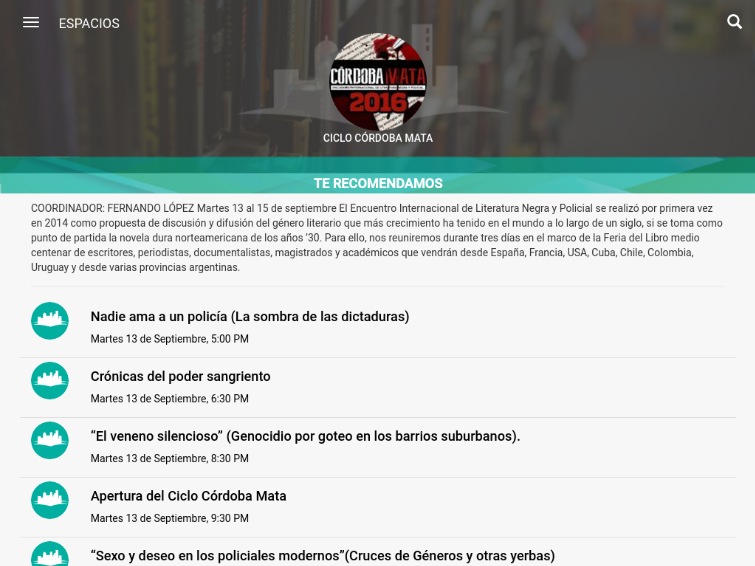 ESPACIOS
CÓRDOBA MATA
2016
CICLO CÓRDOBA MATA
TE RECOMENDAMOS
COORDINADOR: FERNANDO LÓPEZ Martes 13 al 15 de septiembre El Encuentro Internacional de Literatura Negra y Policial se realizó por primera vez
en 2014 como propuesta de discusión y difusión del género literario que más crecimiento ha tenido en el mundo a lo largo de un siglo, si se toma como
punto de partida la novela dura norteamericana de los años ’30. Para ello, nos reuniremos durante tres días en el marco de la Feria del Libro medio
centenar de escritores, periodistas, documentalistas, magistrados y académicos que vendrán desde España, Francia, USA, Cuba, Chile, Colombia,
Uruguay y desde varias provincias argentinas.
Nadie ama a un policía (La sombra de las dictaduras)
Martes 13 de Septiembre, 5:00 PM
Crónicas del poder sangriento
Martes 13 de Septiembre, 6:30 PM
“El veneno silencioso” (Genocidio por goteo en los barrios suburbanos).
Martes 13 de Septiembre, 8:30 PM
Apertura del Ciclo Córdoba Mata
Martes 13 de Septiembre, 9:30 PM
“Sexo y deseo en los policiales modernos”(Cruces de Géneros y otras yerbas)